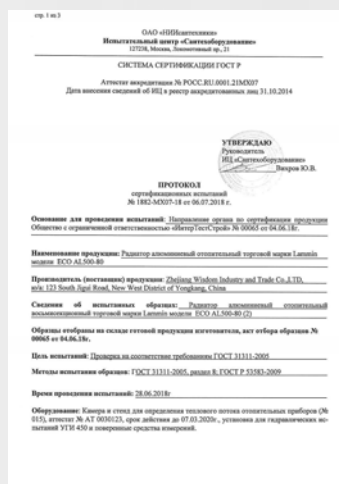 стр. 1 из 3
ОАО «НИИсантехники»
Испытательный центр «Сантехоборудование»
127238, Москва, Локомотивный пр., 21
СИСТЕМА СЕРТИФИКАЦИИ ГОСТ Р
Аттестат аккредитации № РОСС.RU.0001.21МХ07
Дата внесения сведений об ИЦ в реестр аккредитованных лиц 31.10.2014
УТВЕРЖДАЮ
Руководитель
ИЦ «Сантехоборудование»
Вихров Ю.В.
ПРОТОКОЛ
сертификационных испытаний
№ 1882-МХ07-18 от 06.07.2018 г.
Основание для проведения испытаний: Направление органа по сертификации продукции
Общество с ограниченной ответственностью «ИнтерТестСтрой» № 00065 от 04.06.18г.
Наименование продукции: Радиатор алюминиевый отопительный торговой марки Lammin
модели ECO AL500-80
Производитель (поставщик) продукции: Zhejiang Wisdom Industry and Trade Co.,LTD,
ю/а: 123 South Jigui Road, New West District of Yongkang, China
Сведения об испытанных образцах: Радиатор алюминиевый отопительный
восьмисекционный торговой марки Lammin модели ECO AL500-80 (2)
Образцы отобраны на складе готовой продукции изготовителя, акт отбора образцов №
00065 от 04.06.18г.
Цель испытаний: Проверка на соответствие требованиям ГОСТ 31311-2005
Методы испытания образцов: ГОСТ 31311-2005, раздел 8; ГОСТ Р 53583-2009
Время проведения испытаний: 28.06.2018г
Оборудование: Камера и стенд для определения теплового потока отопительных приборов (№
015), аттестат № АТ 0030123, срок действия до 07.03.2020г., установка для гидравлических ис-
пытаний УГИ 450 и поверенные средства измерений.